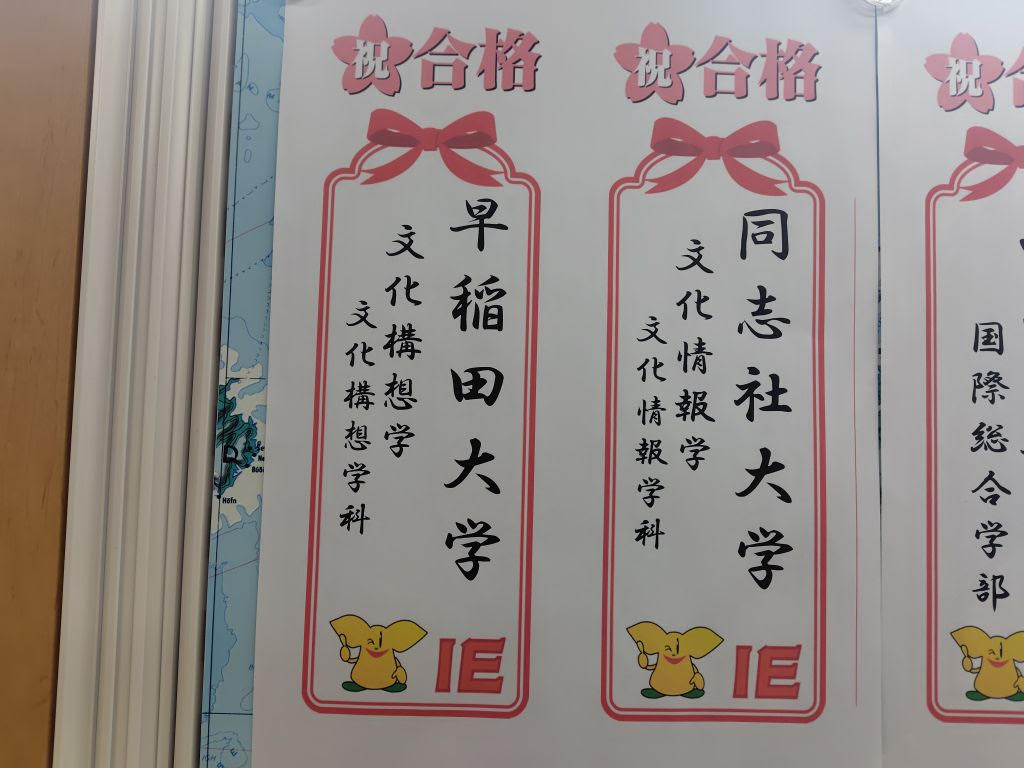 祝合格
早稲田大学
文化構想学
文化構想学科
IE
祝合格
同志社大学
文化情報学
文化情報学科
IE
祝
国際総合学部
Höfn